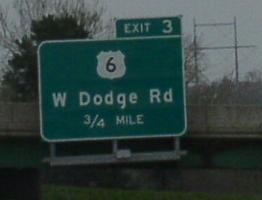 EXIT 3
6
W Dodge Rd
3/4 MILE